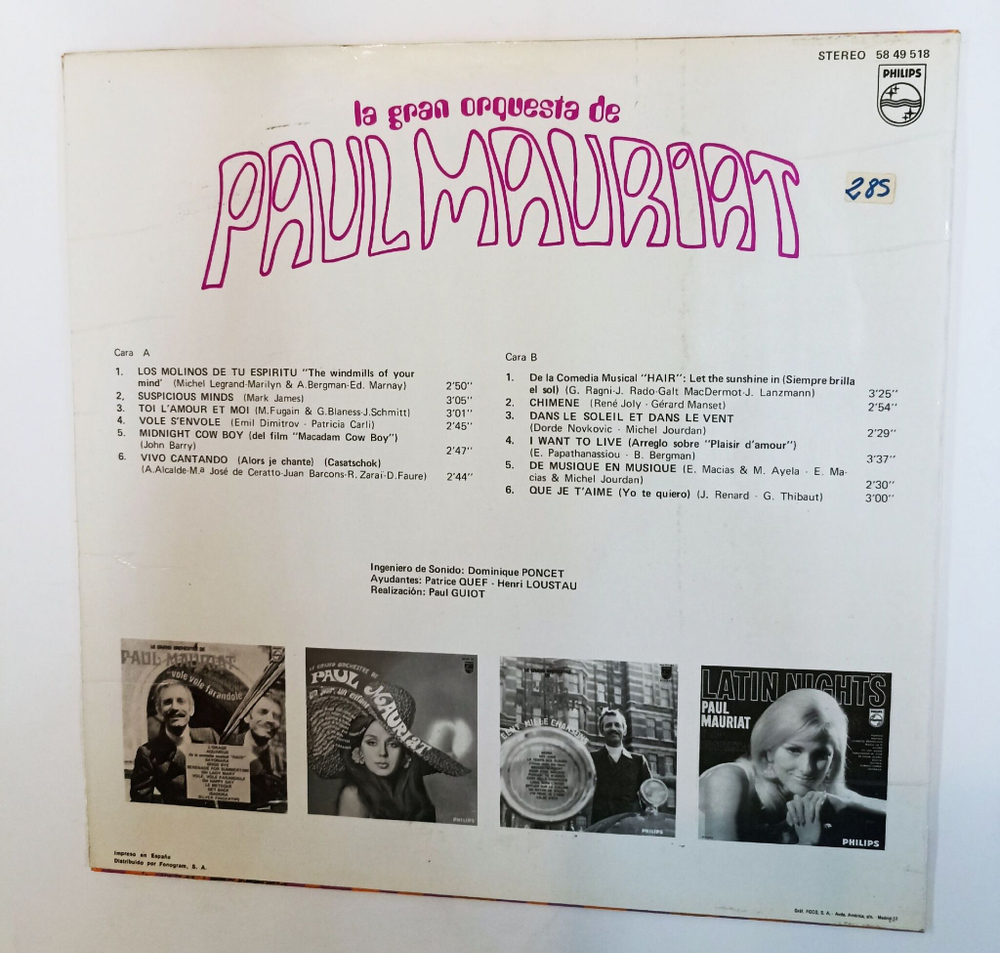 STEREO 58 49 518
PHILIPS
la gran orquesta de
PAUL MAURIAT
285
Cara A
1. LOS MOLINOS DE TU ESPIRITU "The windmills of your
mind' (Michel Legrand-Marilyn & A.Bergman-Ed. Marnay) 2'50''
2, SUSPICIOUS MINDS (Mark James) 3'05''
3. TOI L'AMOUR ET MOI (M.Fugain & G.Blaness-J.Schmitt) 3'01''
4. VOLE S'ENVOLE (Emil Dimitrov - Patricia Carli) 2'45''
5. MIDNIGHT COW BOY (del film "Macadam Cow Boy")
(John Barry) 2'47''
6. VIVO CANTANDO (Alors je chante) (Casatschok)
(A.Alcalde-M.ª José de Ceratto-Juan Barcons-R.Zarai-D.Faure) 2'44''
Cara B
1. De la Comedia Musical "HAIR": Let the sunshine in (Siempre brilla
el sol) (G. Ragni-J. Rado-Galt MacDermot-J. Lanzmann) 3'25''
2. CHIMENE (René Joly - Gérard Manset) 2'54''
3. DANS LE SOLEIL ET DANS LE VENT
(Dorde Novkovic - Michel Jourdan) 2'29''
4. I WANT TO LIVE (Arreglo sobre "Plaisir d'amour")
(E. Papathanassiou - B. Bergman) 3'37''
5. DE MUSIQUE EN MUSIQUE (E. Macias & M. Ayela - E. Ma-
cias & Michel Jourdan) 2'30''
6. QUE JE T'AIME (Yo te quiero) (J. Renard - G. Thibaut) 3'00''
Ingeniero de Sonido: Dominique PONCET
Ayudantes: Patrice QUEF - Henri LOUSTAU
Realización: Paul GUIOT
PAUL MAURIAT
vole vole farandole
PAUL MAURIAT
un jour, un enfant
PHILIPS
PHILIPS
LATIN NIGHTS
PAUL
MAURIAT
PHILIPS
Impreso en España
Distribuido por Fonogram, S. A.